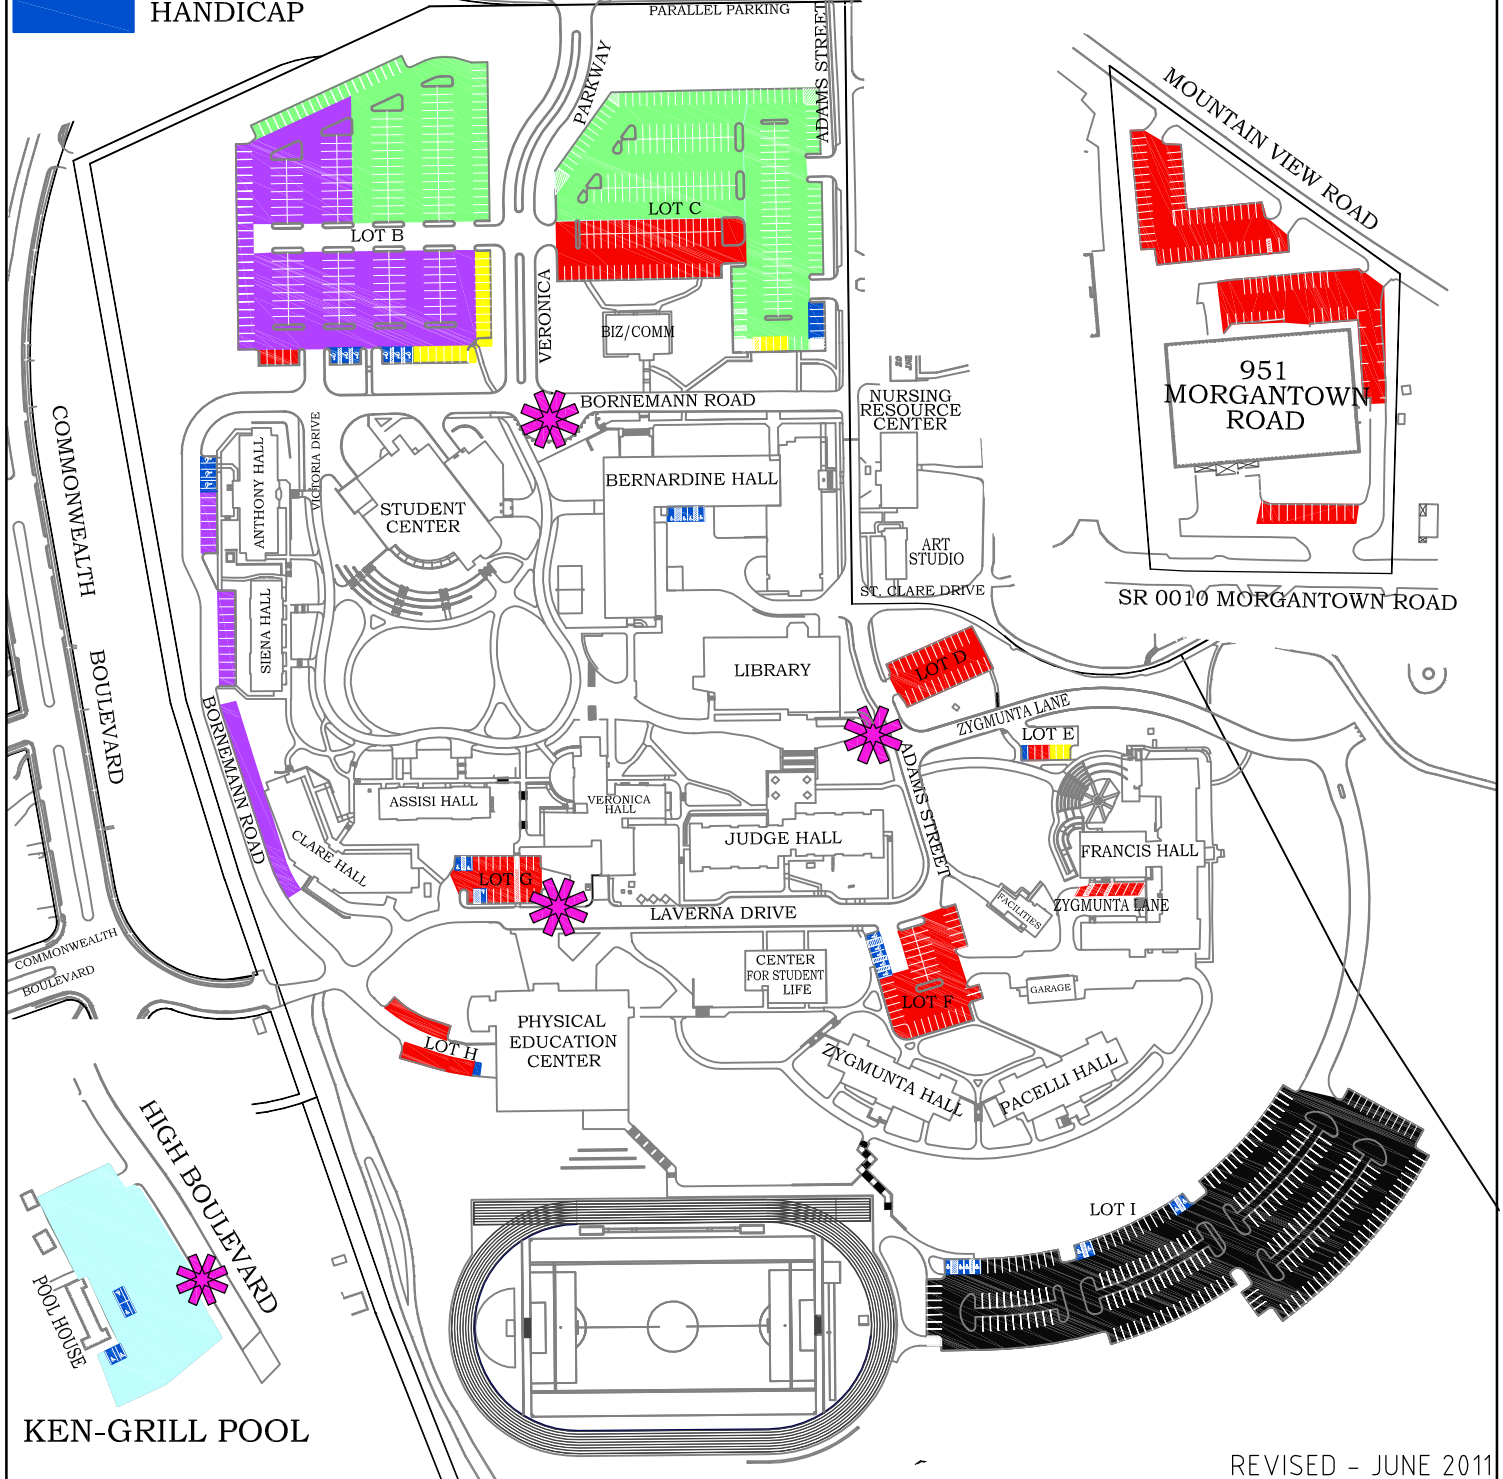 HANDICAP
PARALLEL PARKING
PARKWAY
ADAMS STREET
ADAMS STREET
MOUNTAIN VIEW ROAD
LOT B
LOT C
VERONICA
BIZ/COMM
951
MORGANTOWN
ROAD
BORNEMANN ROAD
NURSING
RESOURCE
CENTER
COMMONWEALTH
BOULEVARD
ANTHONY HALL
VICTORIA DRIVE
STUDENT
CENTER
BERNARDINE HALL
ART
STUDIO
ST. CLARE DRIVE
SR 0010 MORGANTOWN ROAD
SIENA HALL
LIBRARY
LOT D
ZYGMUNTA LANE
LOT E
BORNEMANN ROAD
ADAMS STREET
ASSISI HALL
VERONICA
HALL
JUDGE HALL
CLARE HALL
FRANCIS HALL
LOT G
LAVERNA DRIVE
FACILITIES
ZYGMUNTA LANE
COMMONWEALTH
BOULEVARD
CENTER
FOR STUDENT
LIFE
GARAGE
LOT F
LOT H
PHYSICAL
EDUCATION
CENTER
ZYGMUNTA HALL
PACELLI HALL
HIGH BOULEVARD
LOT I
POOL HOUSE
KEN-GRILL POOL
REVISED - JUNE 2011